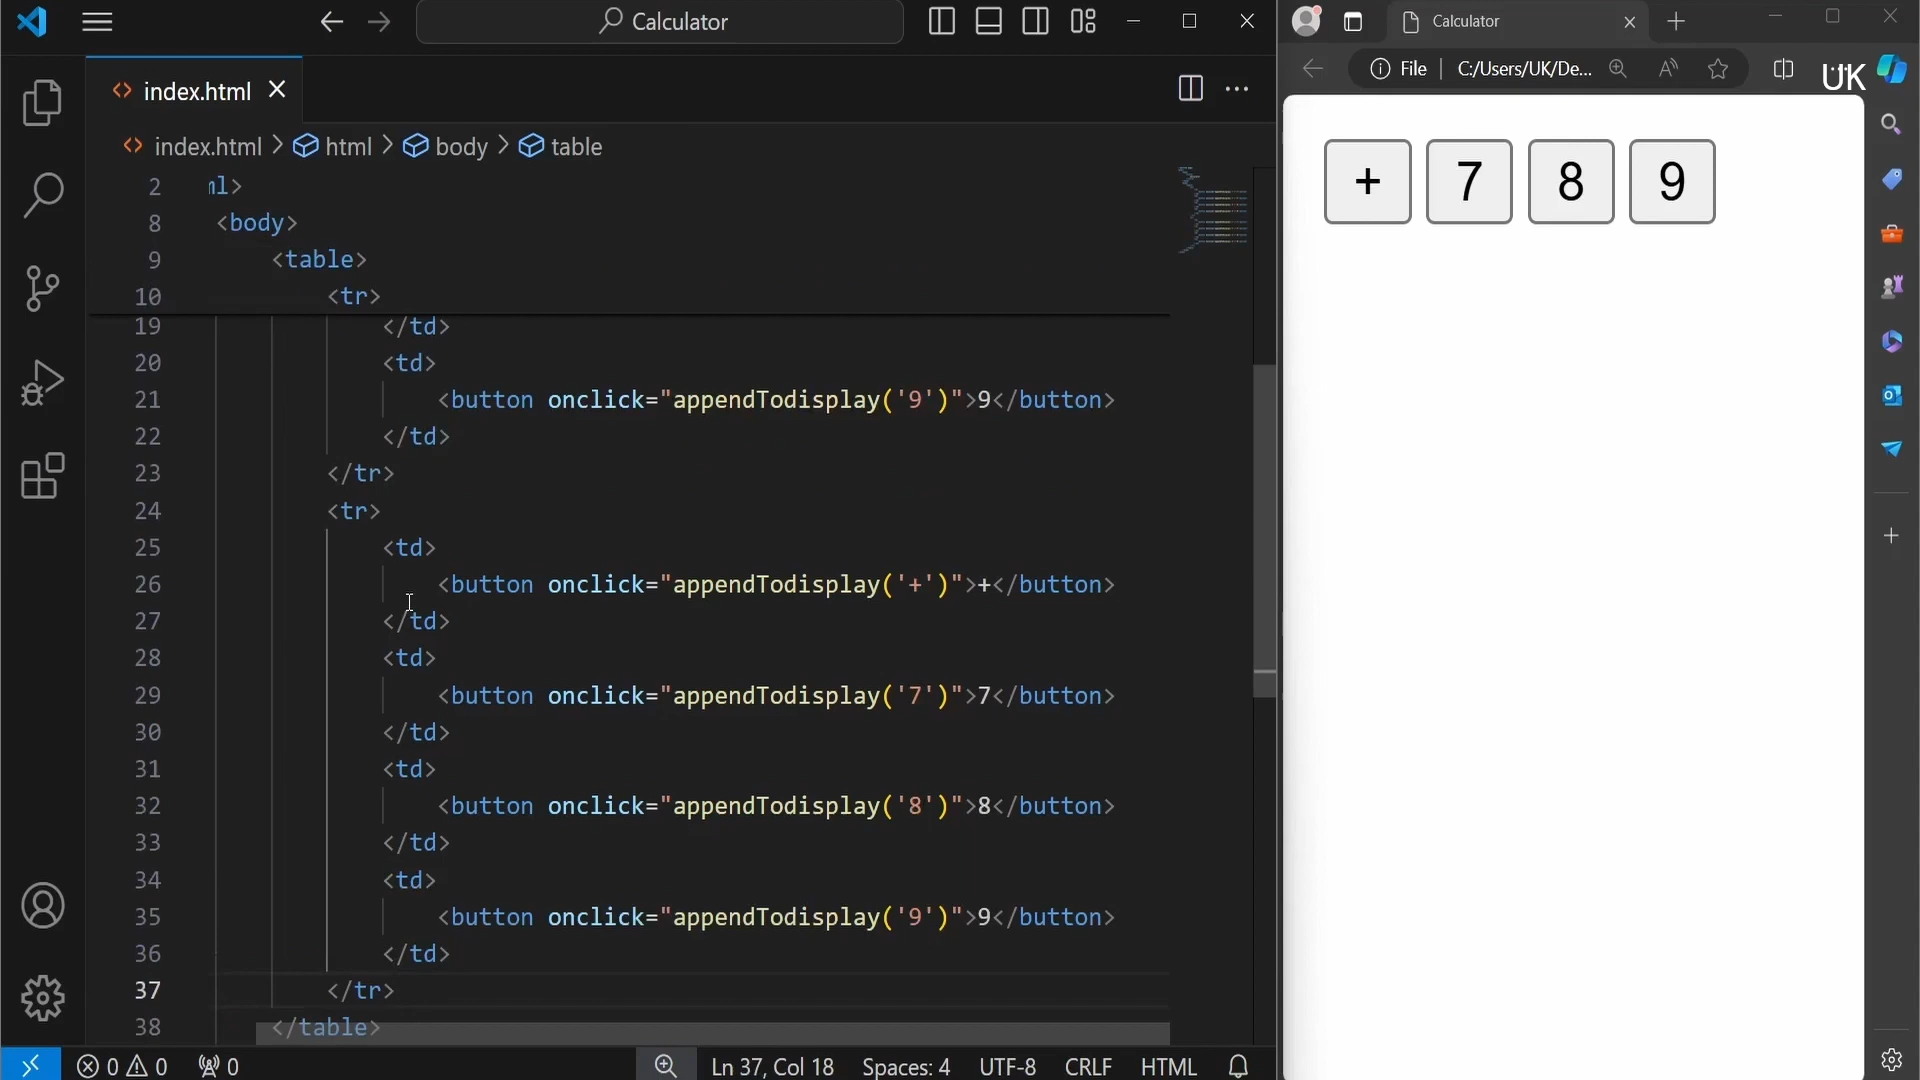 Calculator
index.html
index.html > html > body > table
2 ml>
8 <body>
9 <table>
10 <tr>
19 </td>
20 <td>
21 <button onclick="appendTodisplay('9')">9</button>
22 </td>
23 </tr>
24 <tr>
25 <td>
26 <button onclick="appendTodisplay('+')">+</button>
27 </td>
28 <td>
29 <button onclick="appendTodisplay('7')">7</button>
30 </td>
31 <td>
32 <button onclick="appendTodisplay('8')">8</button>
33 </td>
34 <td>
35 <button onclick="appendTodisplay('9')">9</button>
36 </td>
37 </tr>
38 </table>
0 0 0 Ln 37, Col 18 Spaces: 4 UTF-8 CRLF HTML
Calculator
File C:/Users/UK/De...
UK
+ 7 8 9